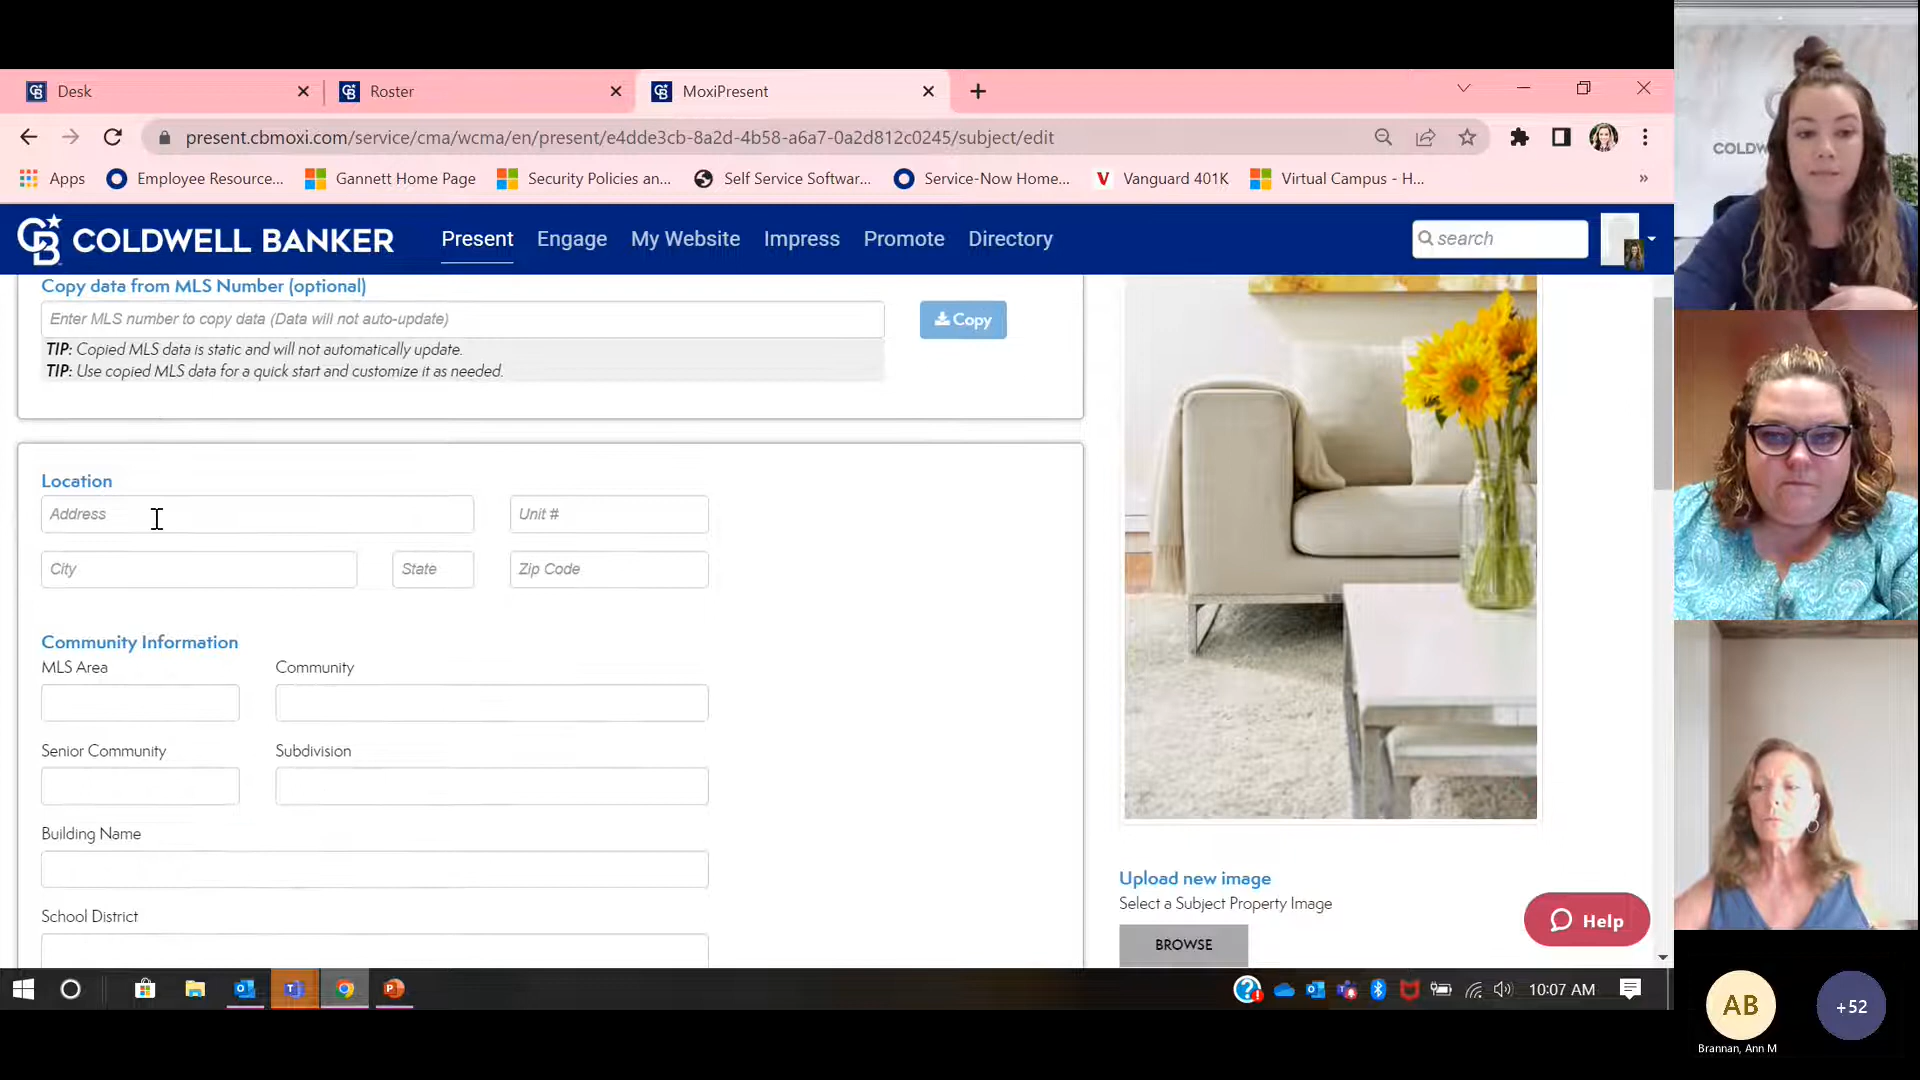 Desk
Roster
MoxiPresent
present.cbmoxi.com/service/cma/wcma/en/present/e4dde3cb-8a2d-4b58-a6a7-0a2d812c0245/subject/edit
Apps
Employee Resource...
Gannett Home Page
Security Policies an...
Self Service Softwar...
Service-Now Home...
Vanguard 401K
Virtual Campus - H...
»
CB COLDWELL BANKER
Present
Engage
My Website
Impress
Promote
Directory
search
Copy data from MLS Number (optional)
Enter MLS number to copy data (Data will not auto-update)
Copy
TIP: Copied MLS data is static and will not automatically update.
TIP: Use copied MLS data for a quick start and customize it as needed.
Location
Address
Unit #
City
State
Zip Code
Community Information
MLS Area
Community
Senior Community
Subdivision
Building Name
School District
Upload new image
Select a Subject Property Image
BROWSE
Help
10:07 AM
COLDW
AB
Brannan, Ann M
+52